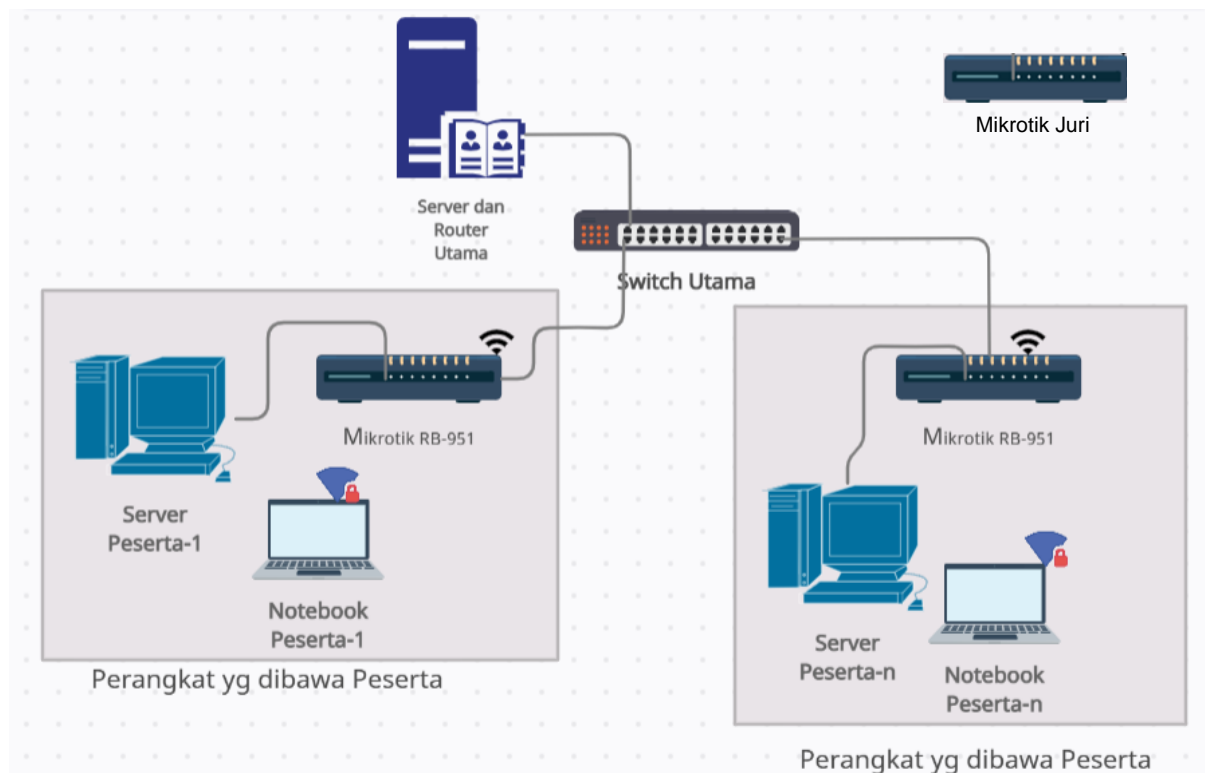 Mikrotik Juri
Server dan
Router
Utama
Switch Utama
Mikrotik RB-951
Server
Peserta-1
Notebook
Peserta-1
Perangkat yg dibawa Peserta
Mikrotik RB-951
Server
Peserta-n
Notebook
Peserta-n
Perangkat yg dibawa Peserta